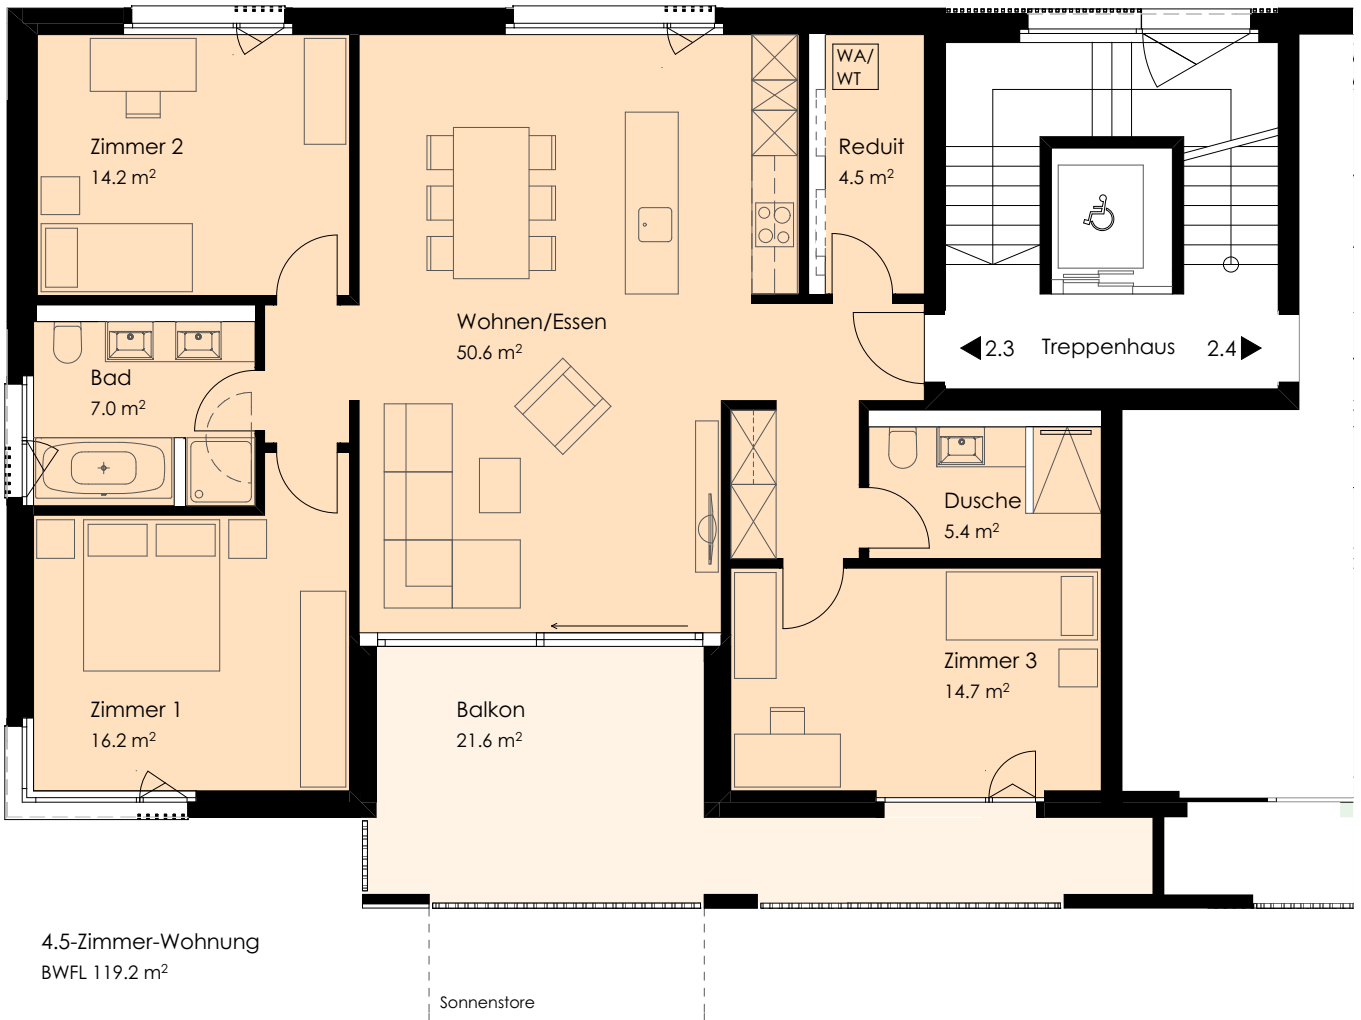 WA/
WT
Zimmer 2
14.2 m²
Reduit
4.5 m²
Wohnen/Essen
50.6 m²
2.3 Treppenhaus 2.4
Bad
7.0 m²
Dusche
5.4 m²
Zimmer 3
14.7 m²
Zimmer 1
16.2 m²
Balkon
21.6 m²
4.5-Zimmer-Wohnung
BWFL 119.2 m²
Sonnenstore